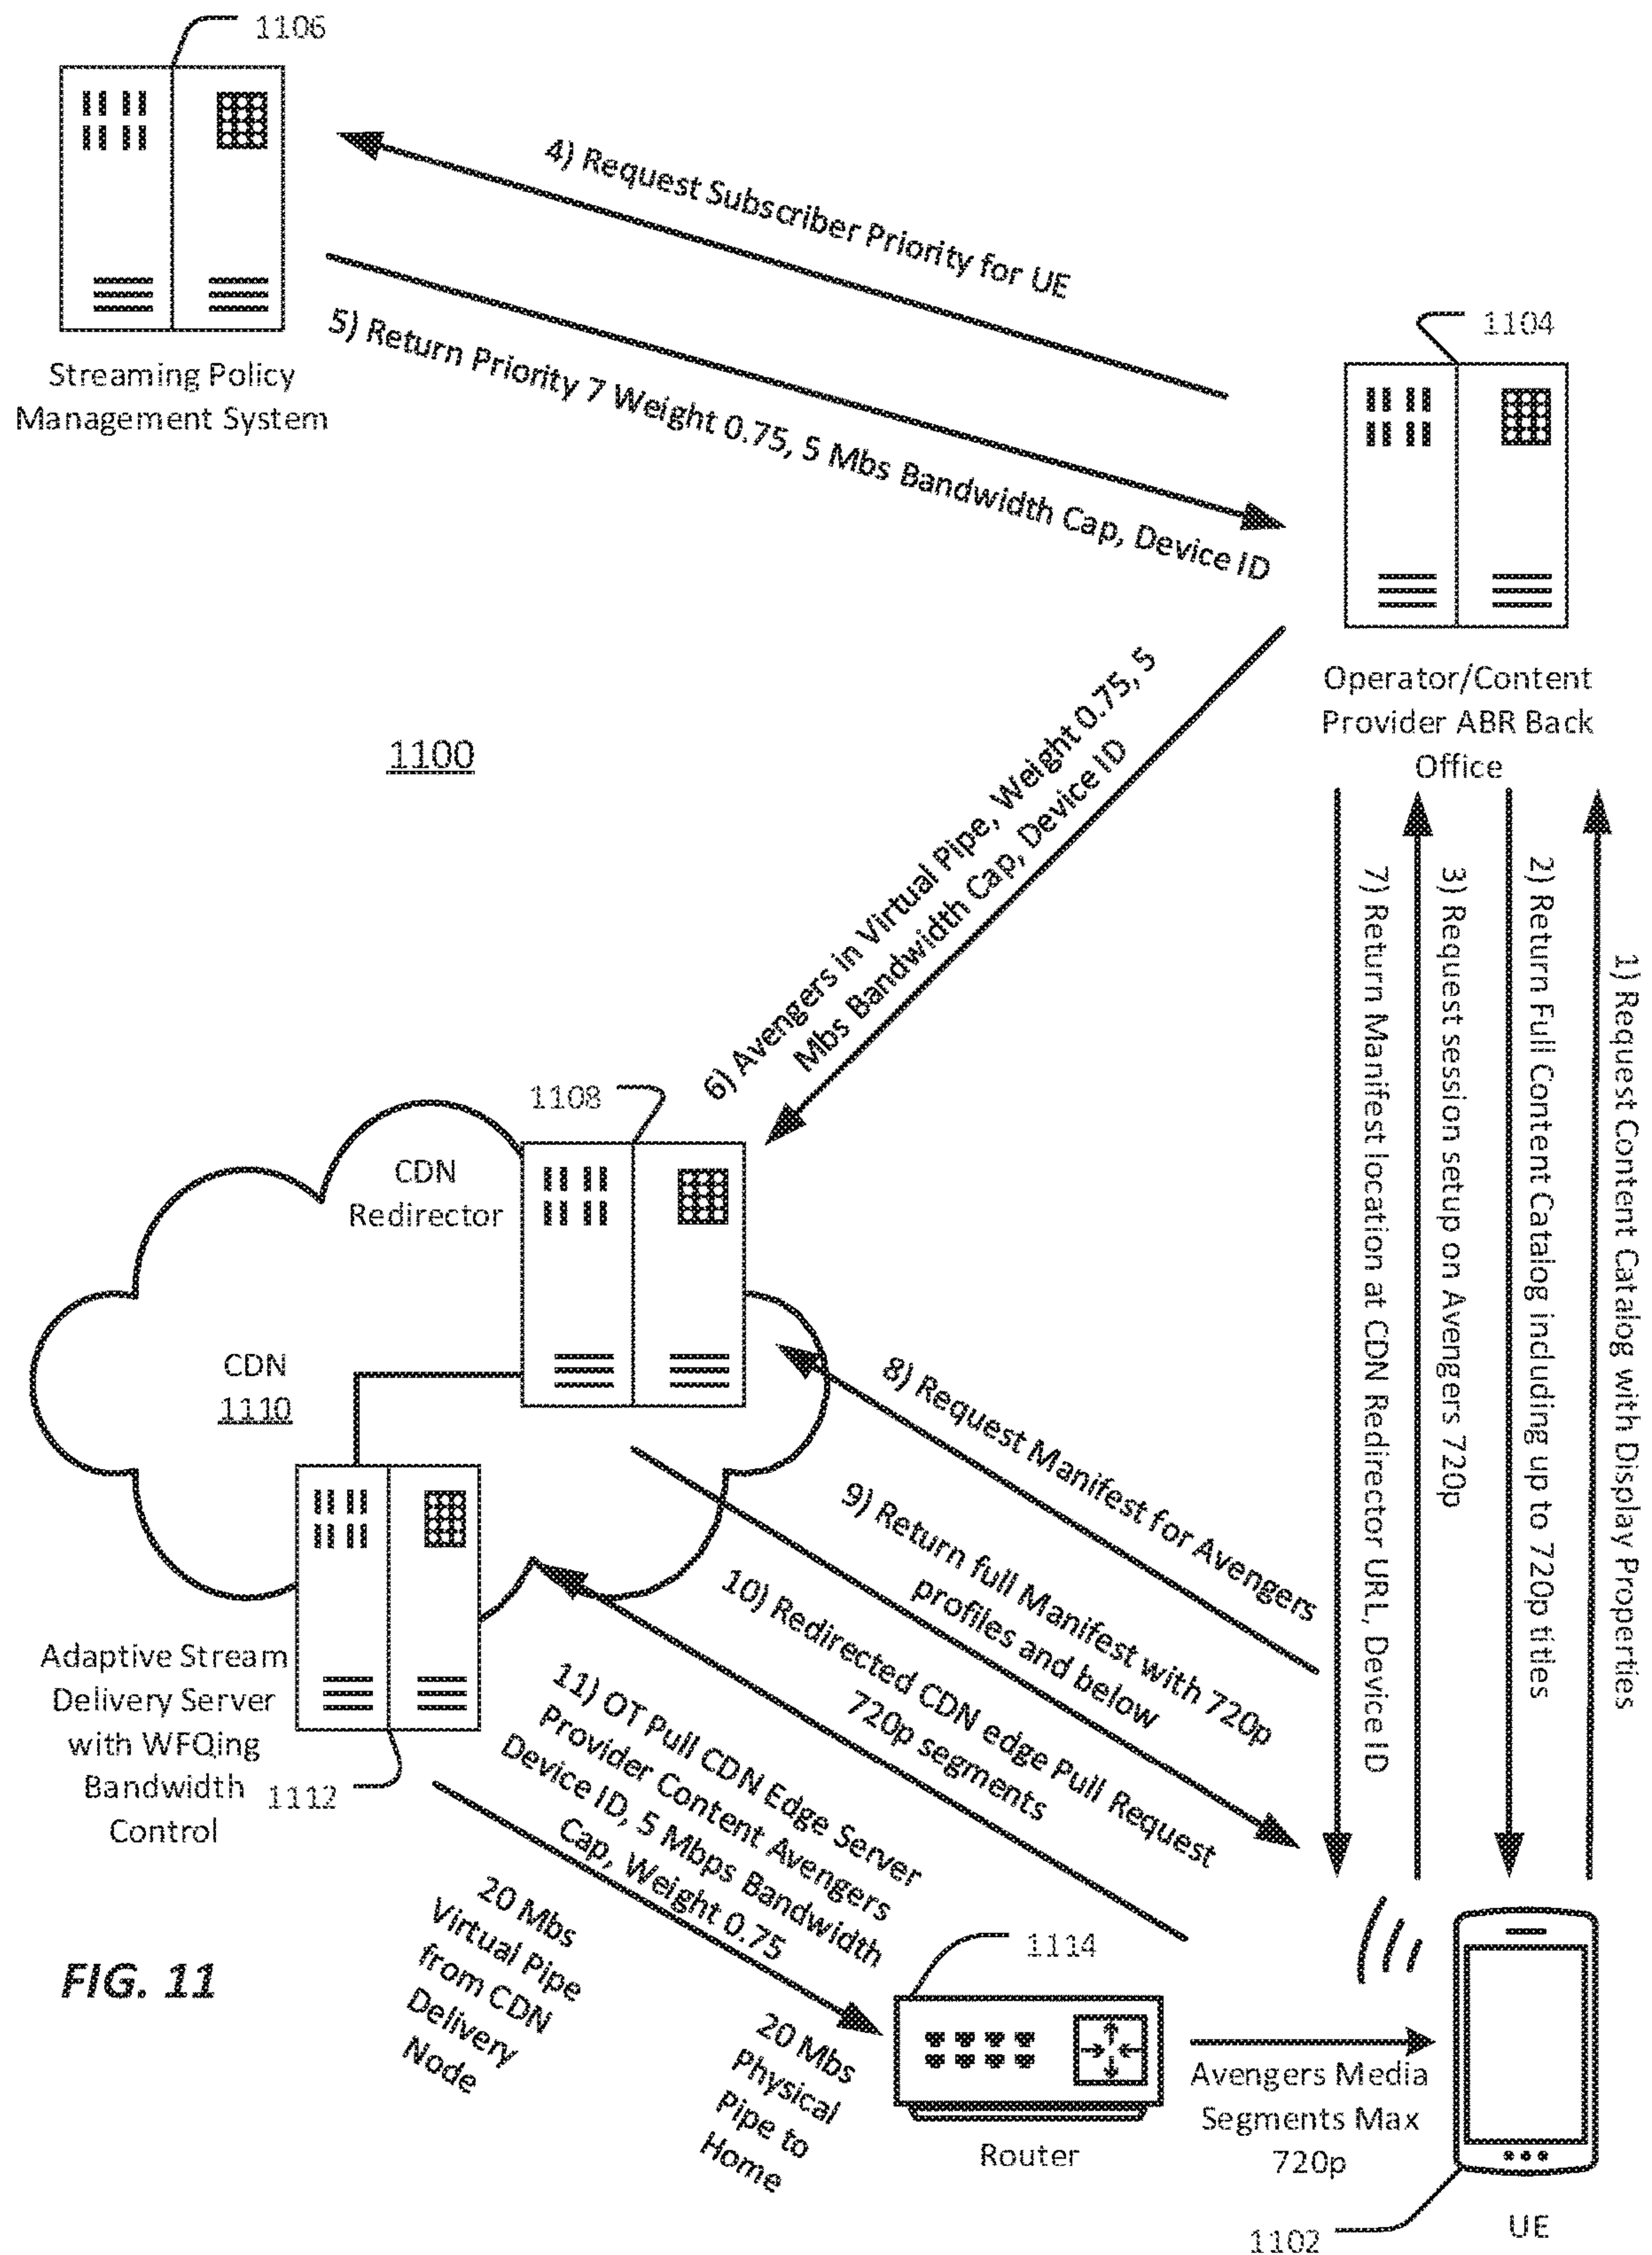 1106
Streaming Policy
Management System
4) Request Subscriber Priority for UE
5) Return Priority 7 Weight 0.75, 5 Mbs Bandwidth Cap, Device ID
1104
Operator/Content
Provider ABR Back
Office
1100
6) Avengers in Virtual Pipe, Weight 0.75, 5
Mbs Bandwidth Cap, Device ID
7) Return Manifest location at CDN Redirector URL, Device ID
3) Request session setup on Avengers 720p
2) Return Full Content Catalog including up to 720p titles
1) Request Content Catalog with Display Properties
1108
CDN
Redirector
CDN
1110
8) Request Manifest for Avengers
9) Return full Manifest with 720p
profiles and below
10) Redirected CDN edge Pull Request
720p segments
11) OT Pull CDN Edge Server
Provider Content Avengers
Device ID, 5 Mbps Bandwidth
Cap, Weight 0.75
Adaptive Stream
Delivery Server
with WFQing
Bandwidth
Control
1112
20 Mbs
Virtual Pipe
from CDN
Delivery
Node
FIG. 11
20 Mbs
Physical
Pipe to
Home
1114
Router
Avengers Media
Segments Max
720p
1102
UE